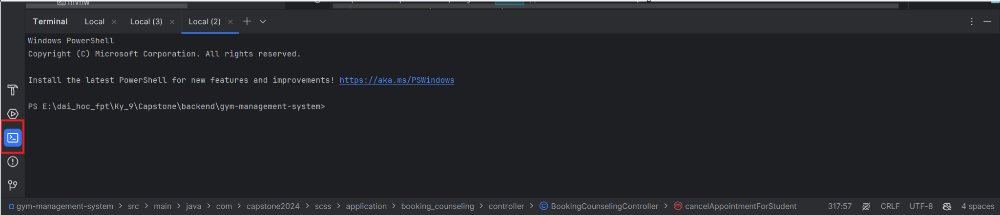 mvnw
Terminal Local Local (3) Local (2)
Windows PowerShell
Copyright (C) Microsoft Corporation. All rights reserved.
Install the latest PowerShell for new features and improvements! https://aka.ms/PSWindows
PS E:\dai_hoc_fpt\Ky_9\Capstone\backend\gym-management-system>
gym-management-system > src > main > java > com > capstone2024 > scss > application > booking_counseling > controller > BookingCounselingController > cancelAppointmentForStudent 317:57 CRLF UTF-8 4 spaces